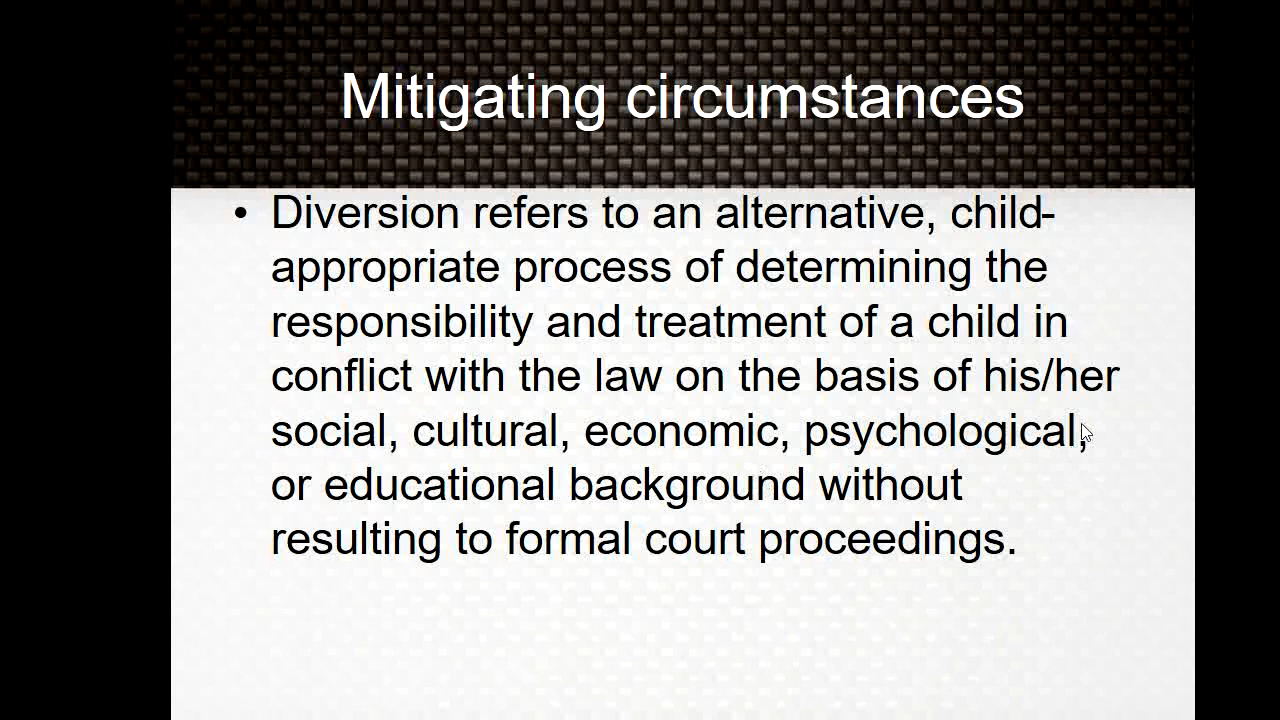 Mitigating circumstances
• Diversion refers to an alternative, child-
appropriate process of determining the
responsibility and treatment of a child in
conflict with the law on the basis of his/her
social, cultural, economic, psychological,
or educational background without
resulting to formal court proceedings.